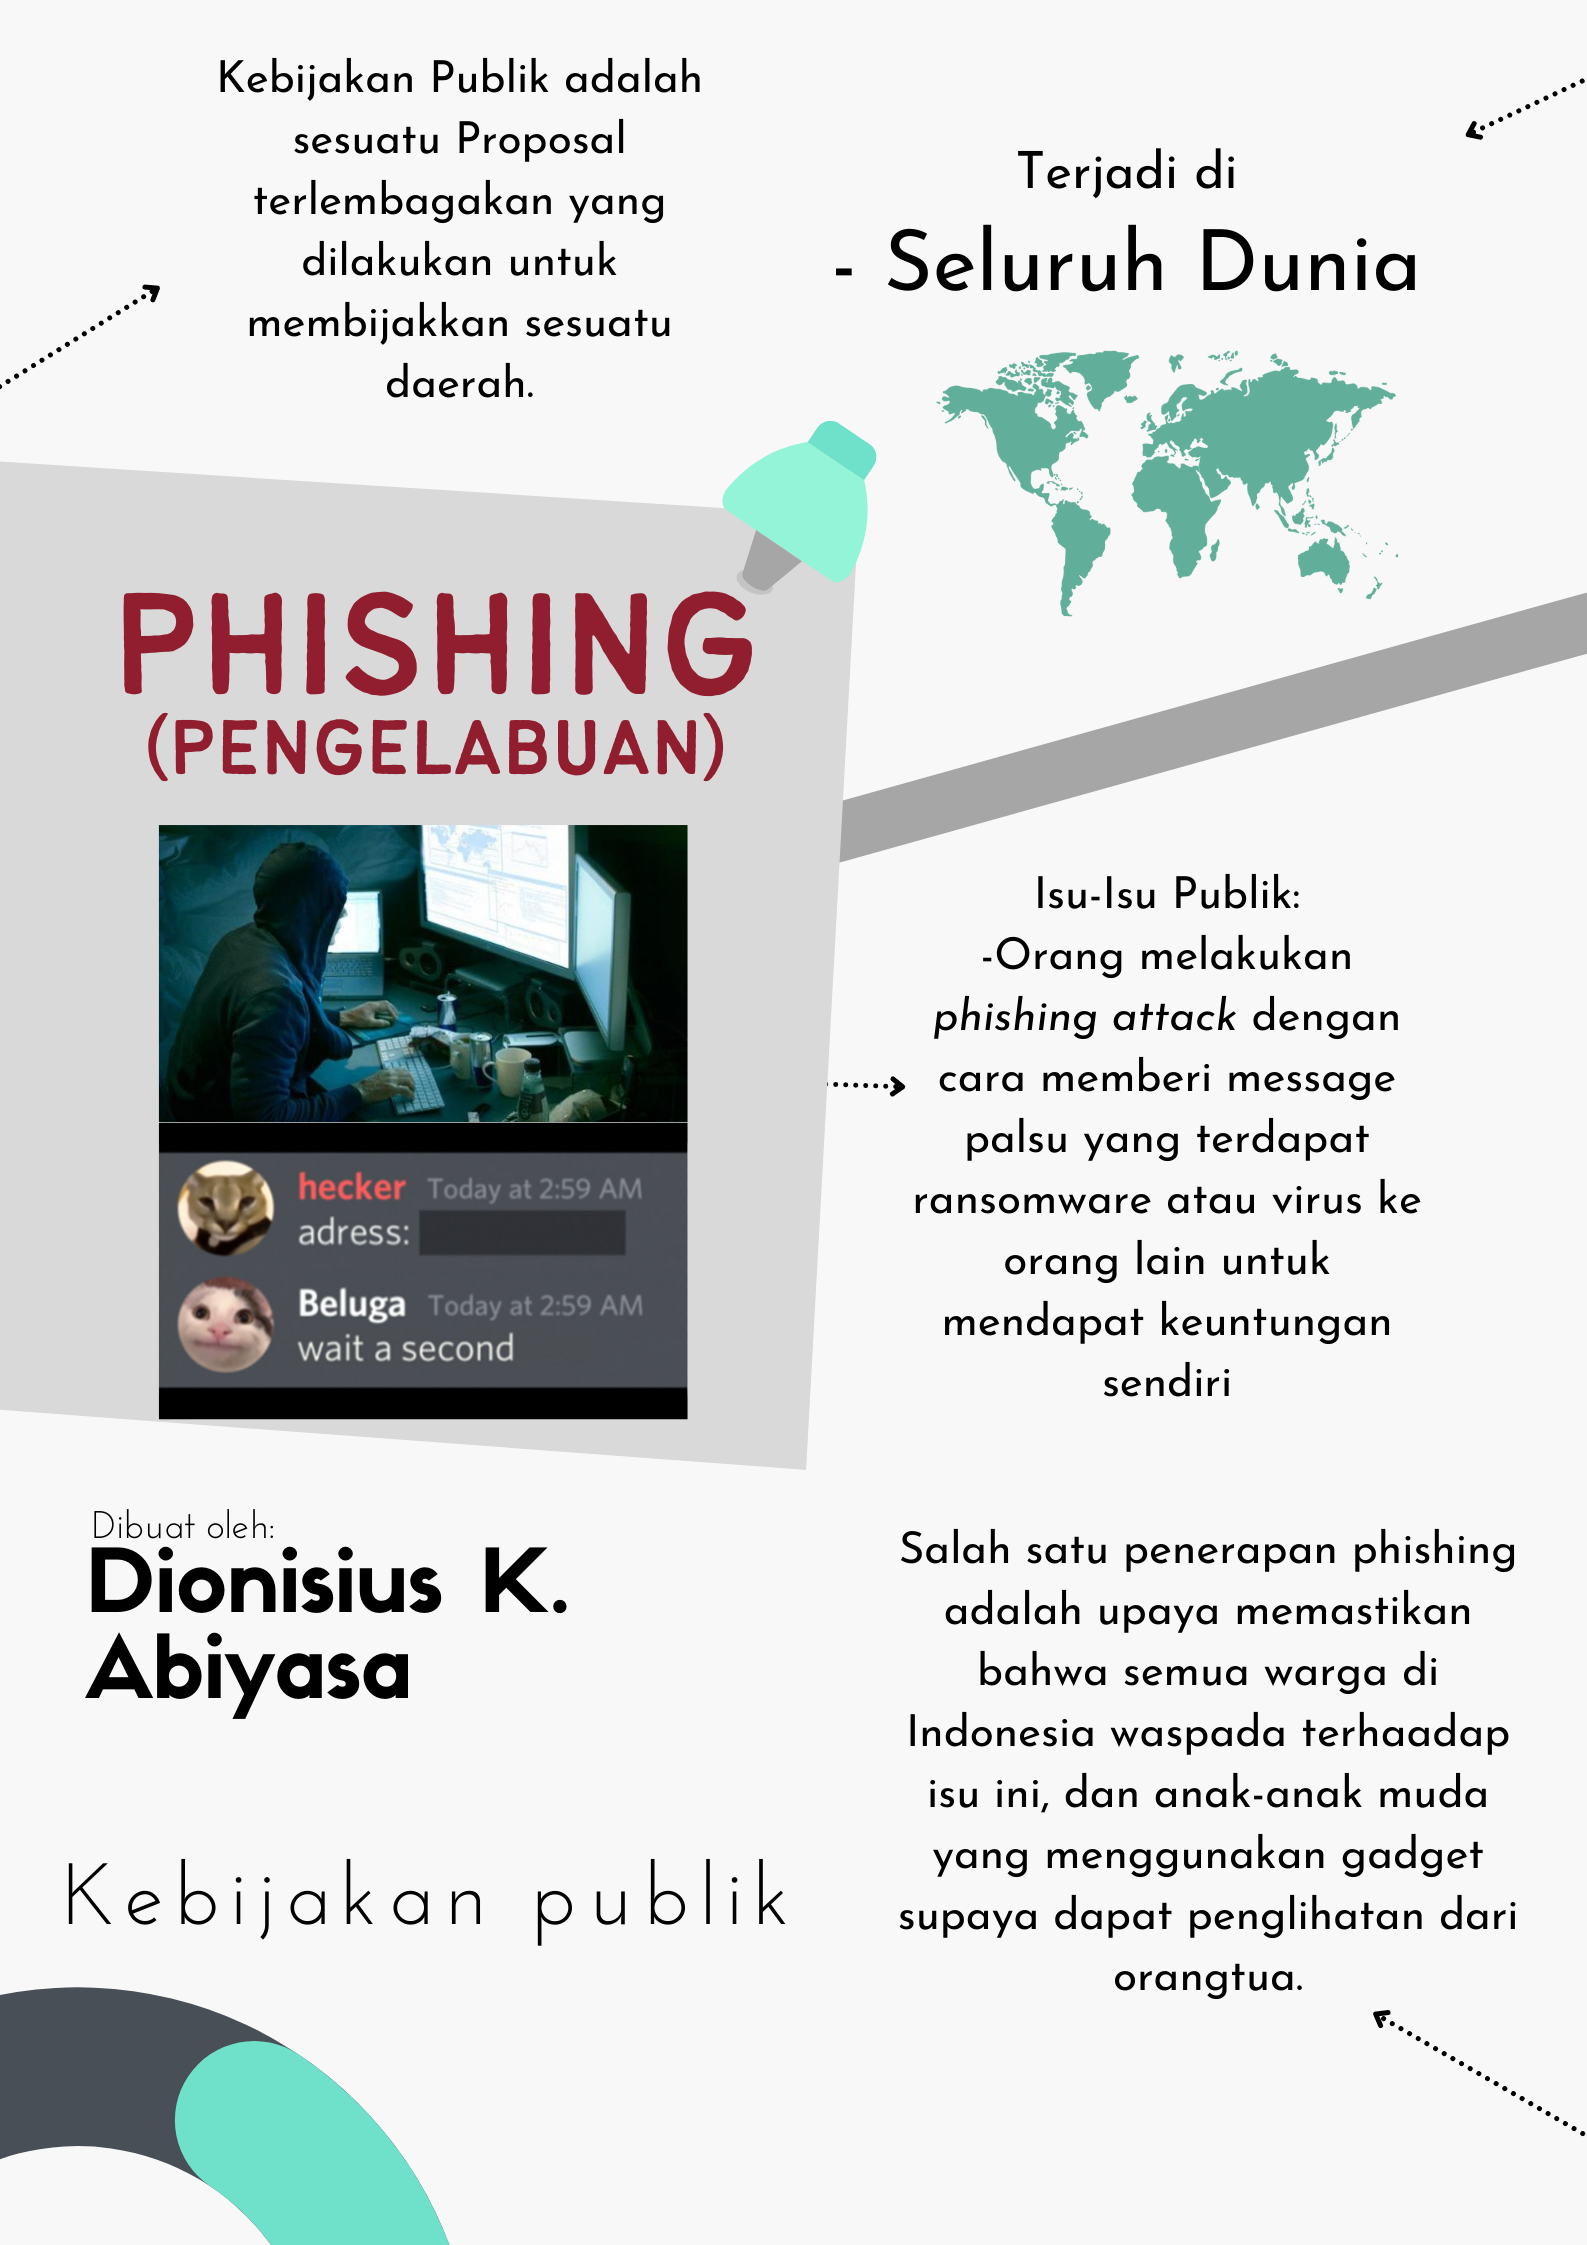 Kebijakan Publik adalah
sesuatu Proposal
terlembagakan yang
dilakukan untuk
membijakkan sesuatu
daerah.
Terjadi di
- Seluruh Dunia
PHISHING
(PENGELABUAN)
hecker Today at 2:59 AM
adress:
Beluga Today at 2:59 AM
wait a second
Isu-Isu Publik:
-Orang melakukan
phishing attack dengan
cara memberi message
palsu yang terdapat
ransomware atau virus ke
orang lain untuk
mendapat keuntungan
sendiri
Dibuat oleh:
Dionisius K.
Abiyasa
Kebijakan publik
Salah satu penerapan phishing
adalah upaya memastikan
bahwa semua warga di
Indonesia waspada terhaadap
isu ini, dan anak-anak muda
yang menggunakan gadget
supaya dapat penglihatan dari
orangtua.